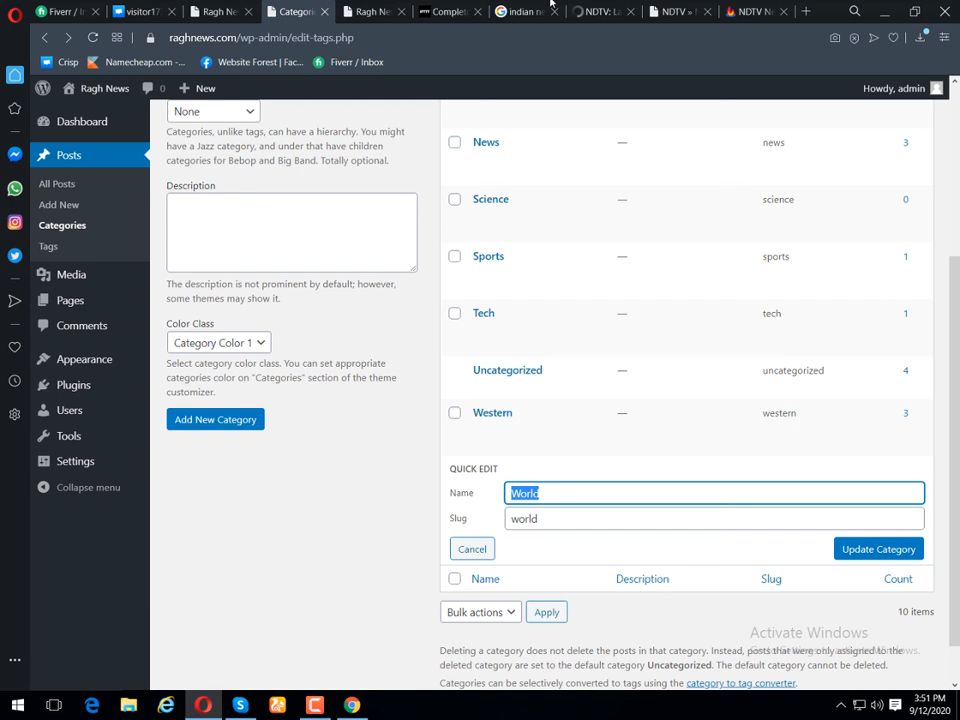 Fiverr / In
visitor17
Ragh New
Categori
Ragh Ne
Complet
indian ne
NDTV: La
NDTV »
NDTV Ne
raghnews.com/wp-admin/edit-tags.php
Crisp
Namecheap.com -...
Website Forest | Fac...
Fiverr / Inbox
Ragh News
0
New
Howdy, admin
Dashboard
Posts
All Posts
Add New
Categories
Tags
Media
Pages
Comments
Appearance
Plugins
Users
Tools
Settings
Collapse menu
None
Categories, unlike tags, can have a hierarchy. You might
have a Jazz category, and under that have children
categories for Bebop and Big Band. Totally optional.
Description
The description is not prominent by default; however,
some themes may show it.
Color Class
Category Color 1
Select category color class. You can set appropriate
categories color on "Categories" section of the theme
customizer.
Add New Category
News — news 3
Science — science 0
Sports — sports 1
Tech — tech 1
Uncategorized — uncategorized 4
Western — western 3
QUICK EDIT
Name World
Slug world
Cancel
Update Category
Name Description Slug Count
Bulk actions
Apply
10 items
Activate Windows
Deleting a category does not delete the posts in that category. Instead, posts that were only assigned to the
deleted category are set to the default category Uncategorized. The default category cannot be deleted.
Categories can be selectively converted to tags using the category to tag converter.
3:51 PM
9/12/2020